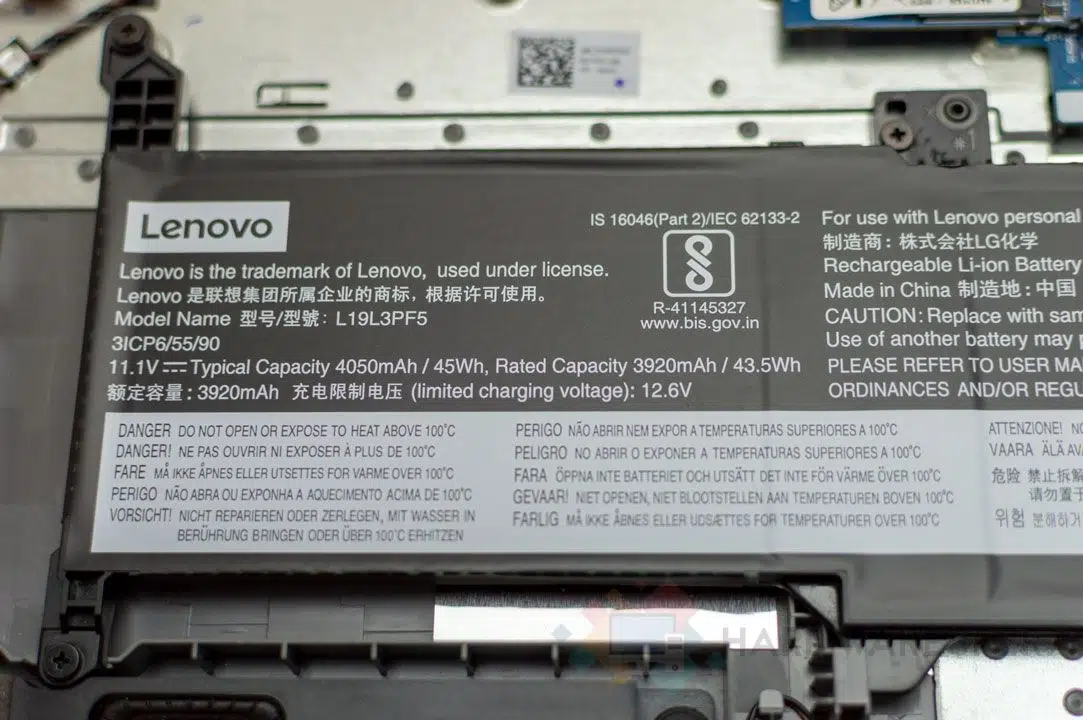 Lenovo
Lenovo is the trademark of Lenovo, used under license.
Lenovo 是联想集团所属企业的商标，根据许可使用。
Model Name 型号/型號: L19L3PF5
3ICP6/55/90
11.1V⎓Typical Capacity 4050mAh / 45Wh, Rated Capacity 3920mAh / 43.5Wh
额定容量: 3920mAh 充电限制电压 (limited charging voltage): 12.6V
IS 16046(Part 2)/IEC 62133-2
R-41145327
www.bis.gov.in
For use with Lenovo personal
制造商: 株式会社LG化学
Rechargeable Li-ion Battery
Made in China 制造地: 中国
CAUTION: Replace with sam
Use of another battery may
PLEASE REFER TO USER MA
ORDINANCES AND/OR REGU
DANGER DO NOT OPEN OR EXPOSE TO HEAT ABOVE 100°C
DANGER! NE PAS OUVRIR NI EXPOSER À PLUS DE 100°C
FARE MÅ IKKE ÅPNES ELLER UTSETTES FOR VARME OVER 100°C
PERIGO NÃO ABRA OU EXPONHA A AQUECIMENTO ACIMA DE 100°C
VORSICHT! NICHT REPARIEREN ODER ZERLEGEN, MIT WASSER IN
BERÜHRUNG BRINGEN ODER ÜBER 100°C ERHITZEN
PERIGO NÃO ABRIR NEM EXPOR A TEMPERATURAS SUPERIORES A 100°C
PELIGRO NO ABRIR O EXPONER A TEMPERATURAS SUPERIORES A 100°C
FARA ÖPPNA INTE BATTERIET OCH UTSÄTT DET INTE FÖR VÄRME ÖVER 100°C
GEVAAR! NIET OPENEN, NIET BLOOTSTELLEN AAN TEMPERATUREN BOVEN 100°C
FARLIG MÅ IKKE ÅBNES ELLER UDSÆTTES FOR TEMPERATURER OVER 100°C
ATTENZIONE! NO
VAARA ÄLÄ AV
危险 禁止拆解
请勿置于
위험 분해하거
#1